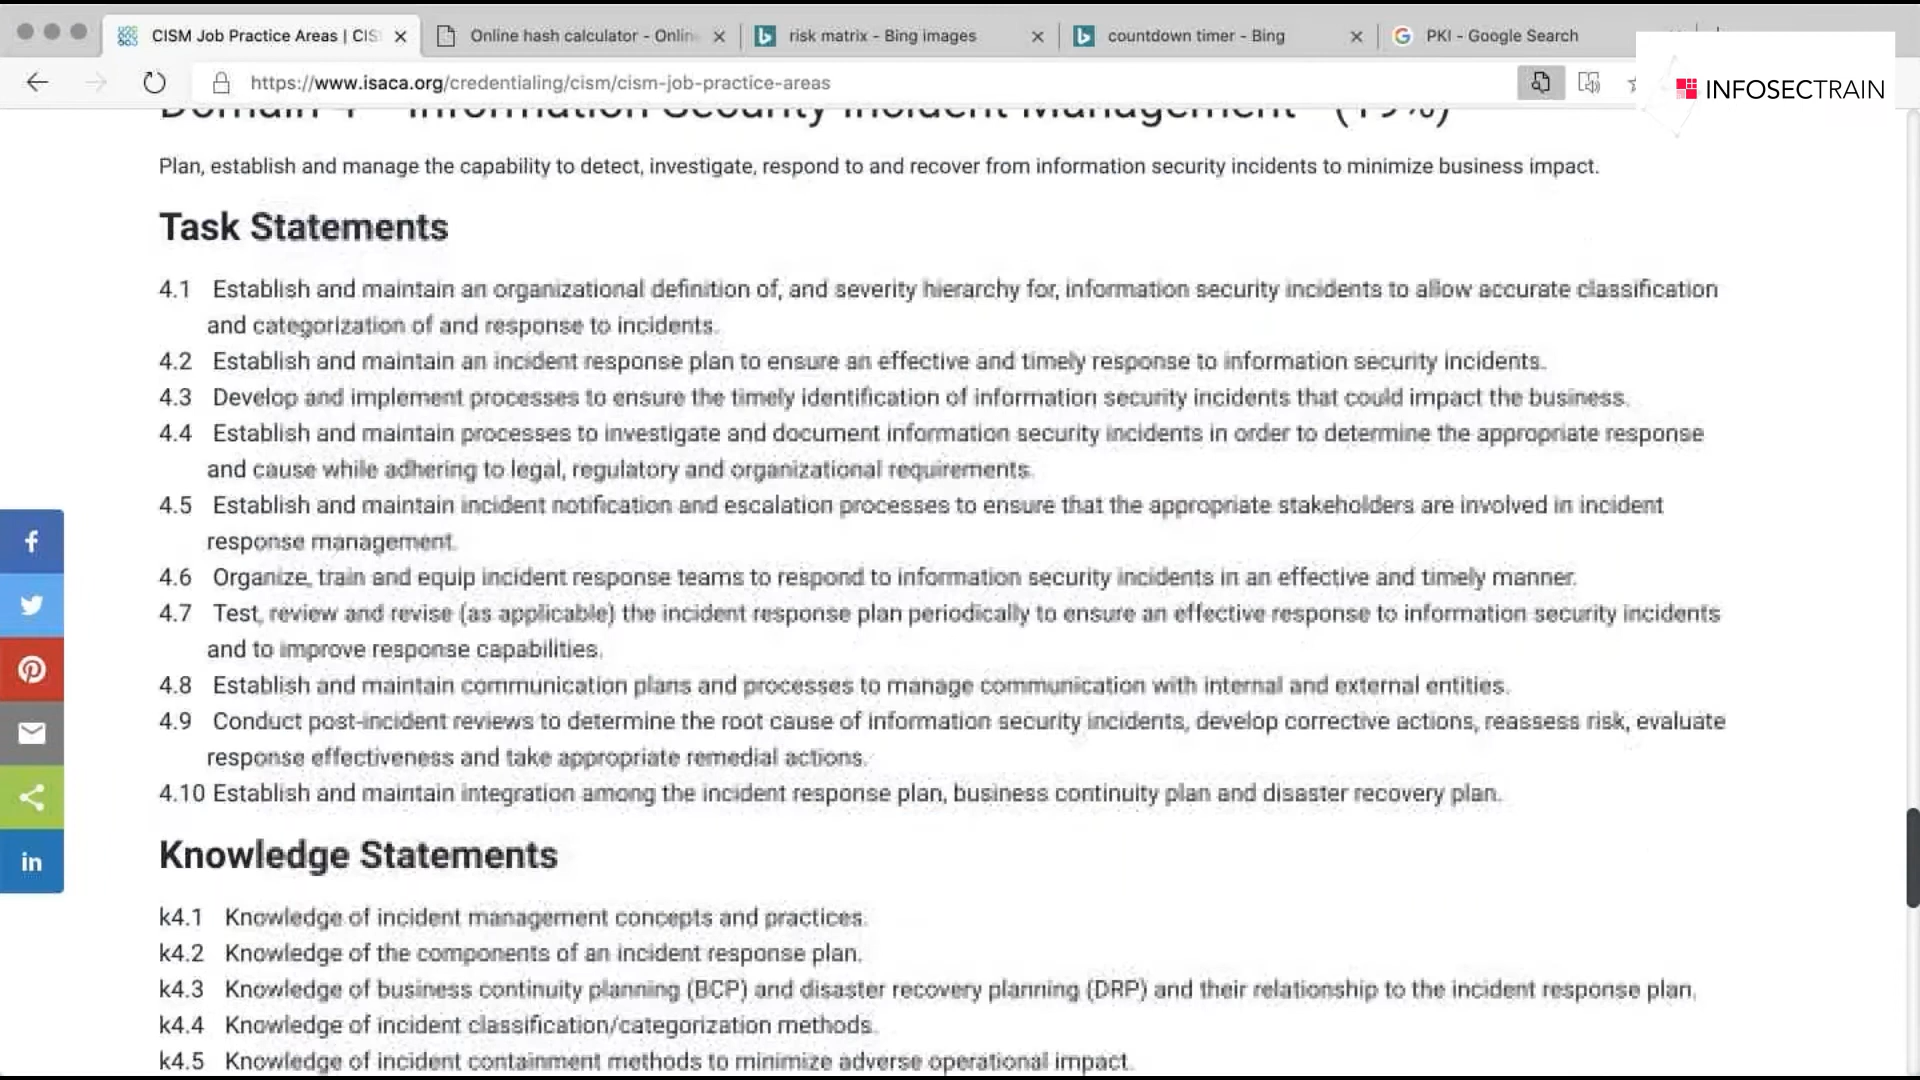 CISM Job Practice Areas | CIS
Online hash calculator - Onlin
risk matrix - Bing images
countdown timer - Bing
PKI - Google Search
https://www.isaca.org/credentialing/cism/cism-job-practice-areas
INFOSECTRAIN
Domain 4 – Information Security Incident Management - (19%)
Plan, establish and manage the capability to detect, investigate, respond to and recover from information security incidents to minimize business impact.
Task Statements
4.1 Establish and maintain an organizational definition of, and severity hierarchy for, information security incidents to allow accurate classification
and categorization of and response to incidents.
4.2 Establish and maintain an incident response plan to ensure an effective and timely response to information security incidents.
4.3 Develop and implement processes to ensure the timely identification of information security incidents that could impact the business.
4.4 Establish and maintain processes to investigate and document information security incidents in order to determine the appropriate response
and cause while adhering to legal, regulatory and organizational requirements.
4.5 Establish and maintain incident notification and escalation processes to ensure that the appropriate stakeholders are involved in incident
response management.
4.6 Organize, train and equip incident response teams to respond to information security incidents in an effective and timely manner.
4.7 Test, review and revise (as applicable) the incident response plan periodically to ensure an effective response to information security incidents
and to improve response capabilities.
4.8 Establish and maintain communication plans and processes to manage communication with internal and external entities.
4.9 Conduct post-incident reviews to determine the root cause of information security incidents, develop corrective actions, reassess risk, evaluate
response effectiveness and take appropriate remedial actions.
4.10 Establish and maintain integration among the incident response plan, business continuity plan and disaster recovery plan.
Knowledge Statements
k4.1 Knowledge of incident management concepts and practices.
k4.2 Knowledge of the components of an incident response plan.
k4.3 Knowledge of business continuity planning (BCP) and disaster recovery planning (DRP) and their relationship to the incident response plan.
k4.4 Knowledge of incident classification/categorization methods.
k4.5 Knowledge of incident containment methods to minimize adverse operational impact.